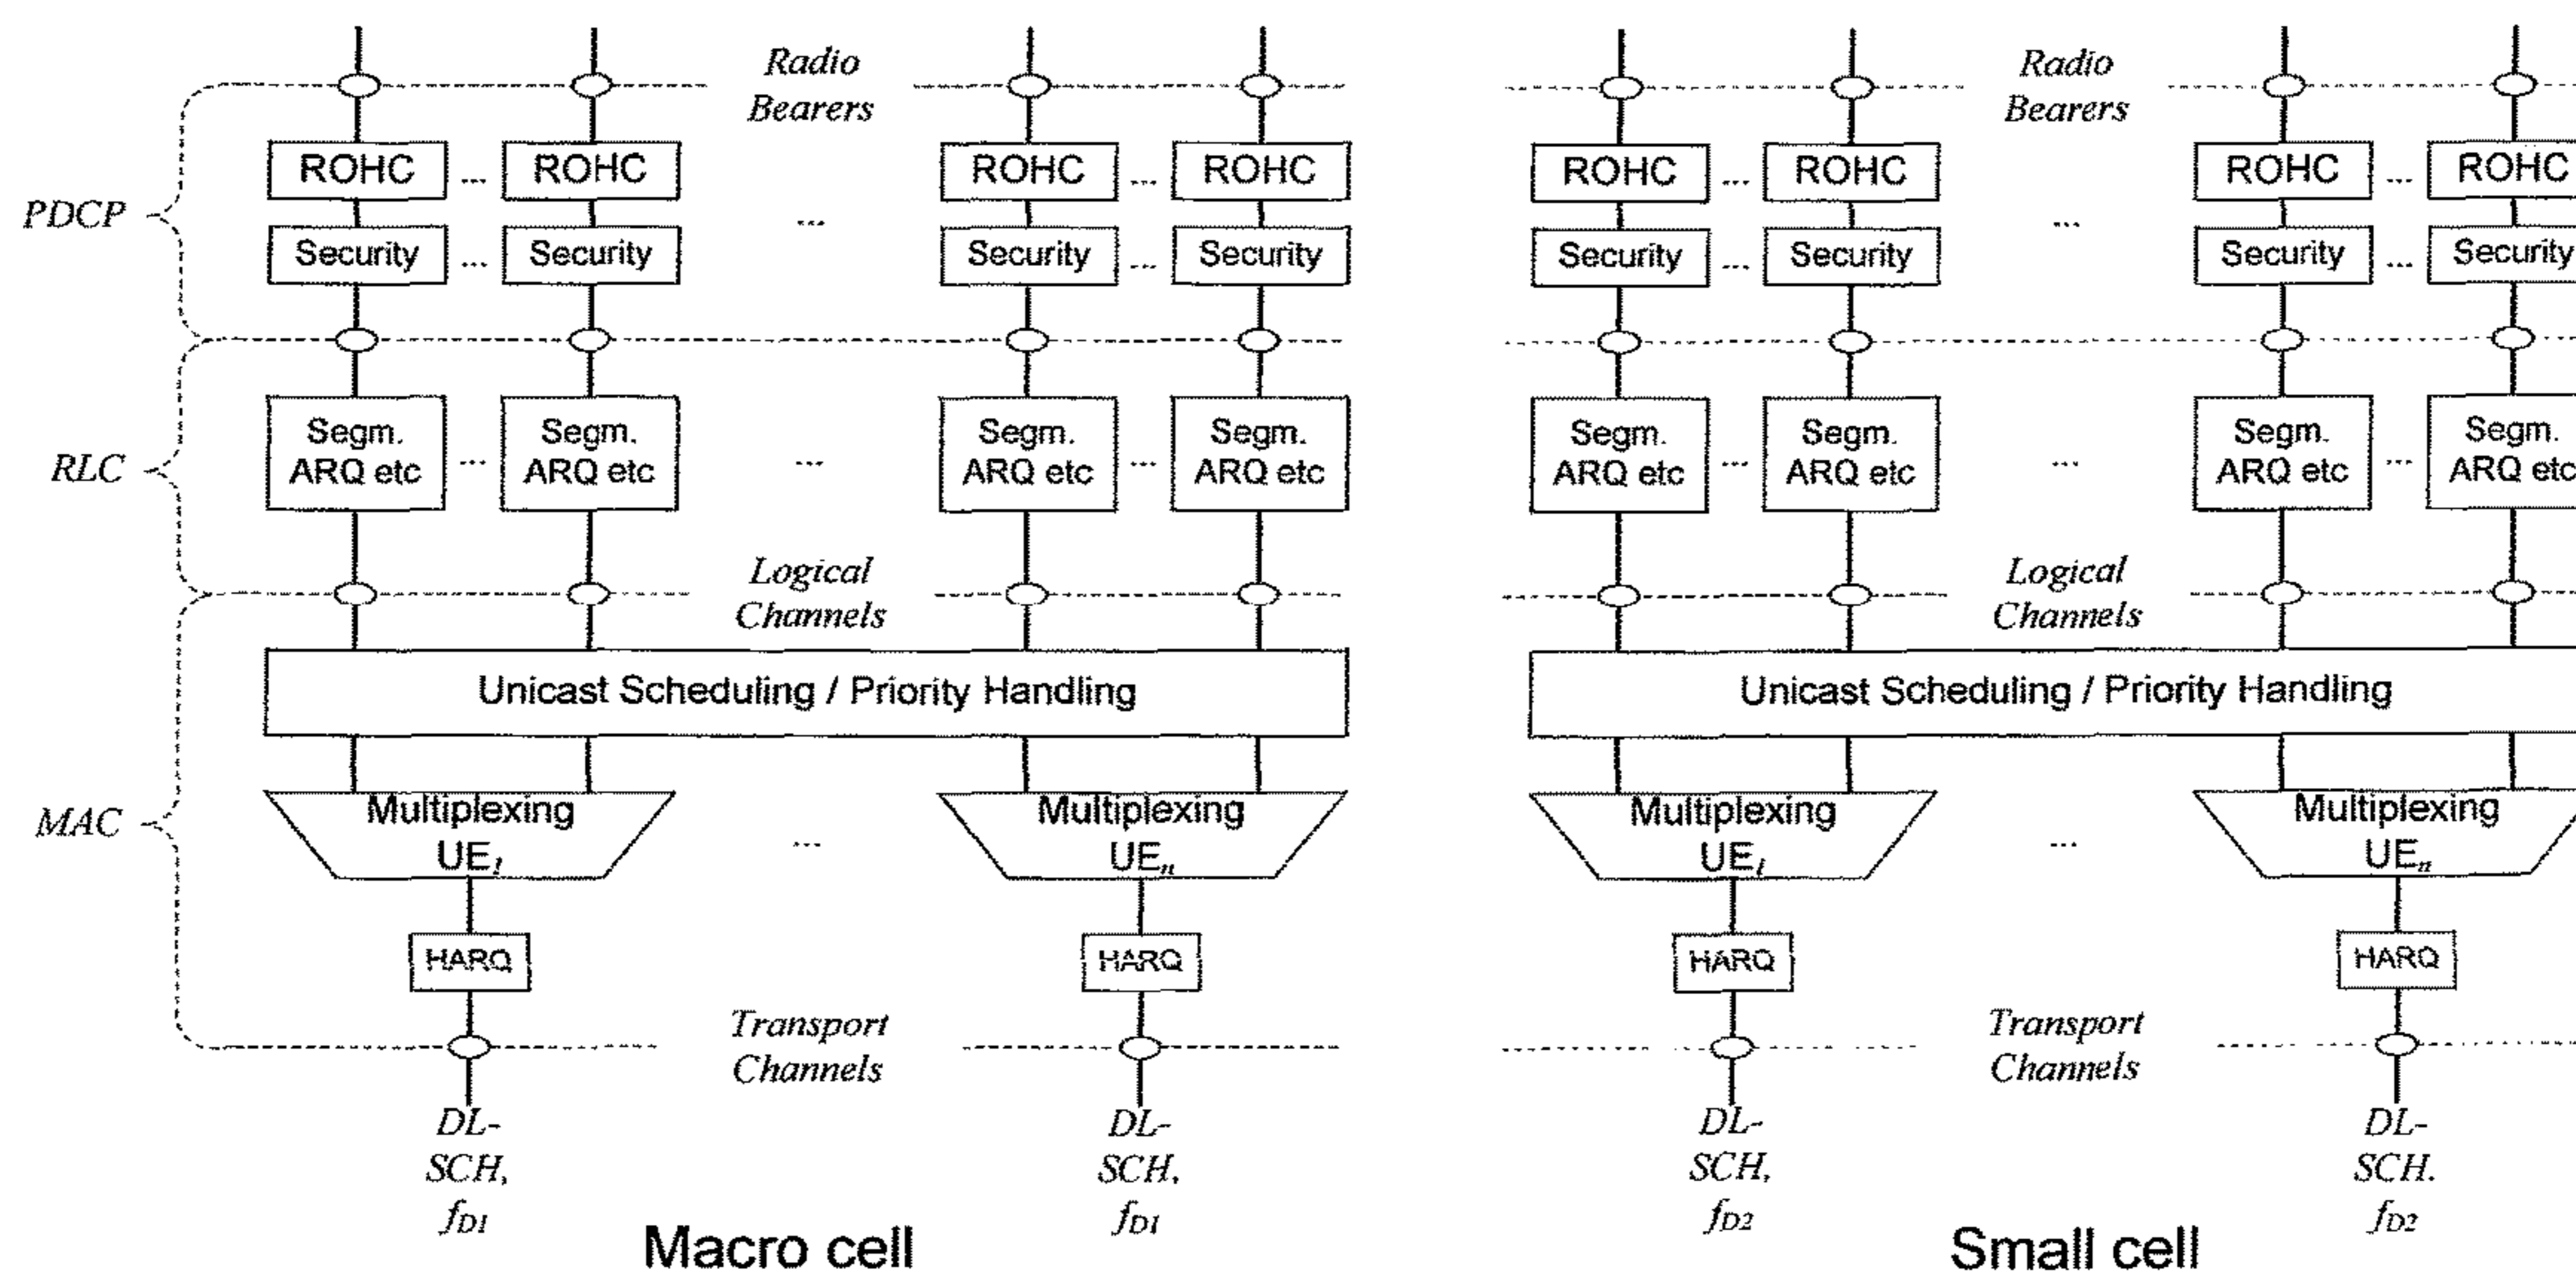 Radio
Bearers
Radio
Bearers
PDCP
ROHC ... ROHC ROHC ... ROHC ROHC ... ROHC ROHC ... ROHC
... ...
Security ... Security Security ... Security Security ... Security Security ... Security
RLC
Segm. Segm. Segm. Segm. Segm. Segm. Segm. Segm.
ARQ etc ... ARQ etc ... ARQ etc ... ARQ etc ARQ etc ... ARQ etc ... ARQ etc ... ARQ etc
Logical
Channels
Logical
Channels
Unicast Scheduling / Priority Handling
Unicast Scheduling / Priority Handling
MAC
Multiplexing
UE1
...
Multiplexing
UEn
Multiplexing
UE1
...
Multiplexing
UEn
HARQ HARQ HARQ HARQ
Transport
Channels
Transport
Channels
DL-
SCH,
fD1
DL-
SCH,
fD1
DL-
SCH,
fD2
DL-
SCH.
fD2
Macro cell
Small cell